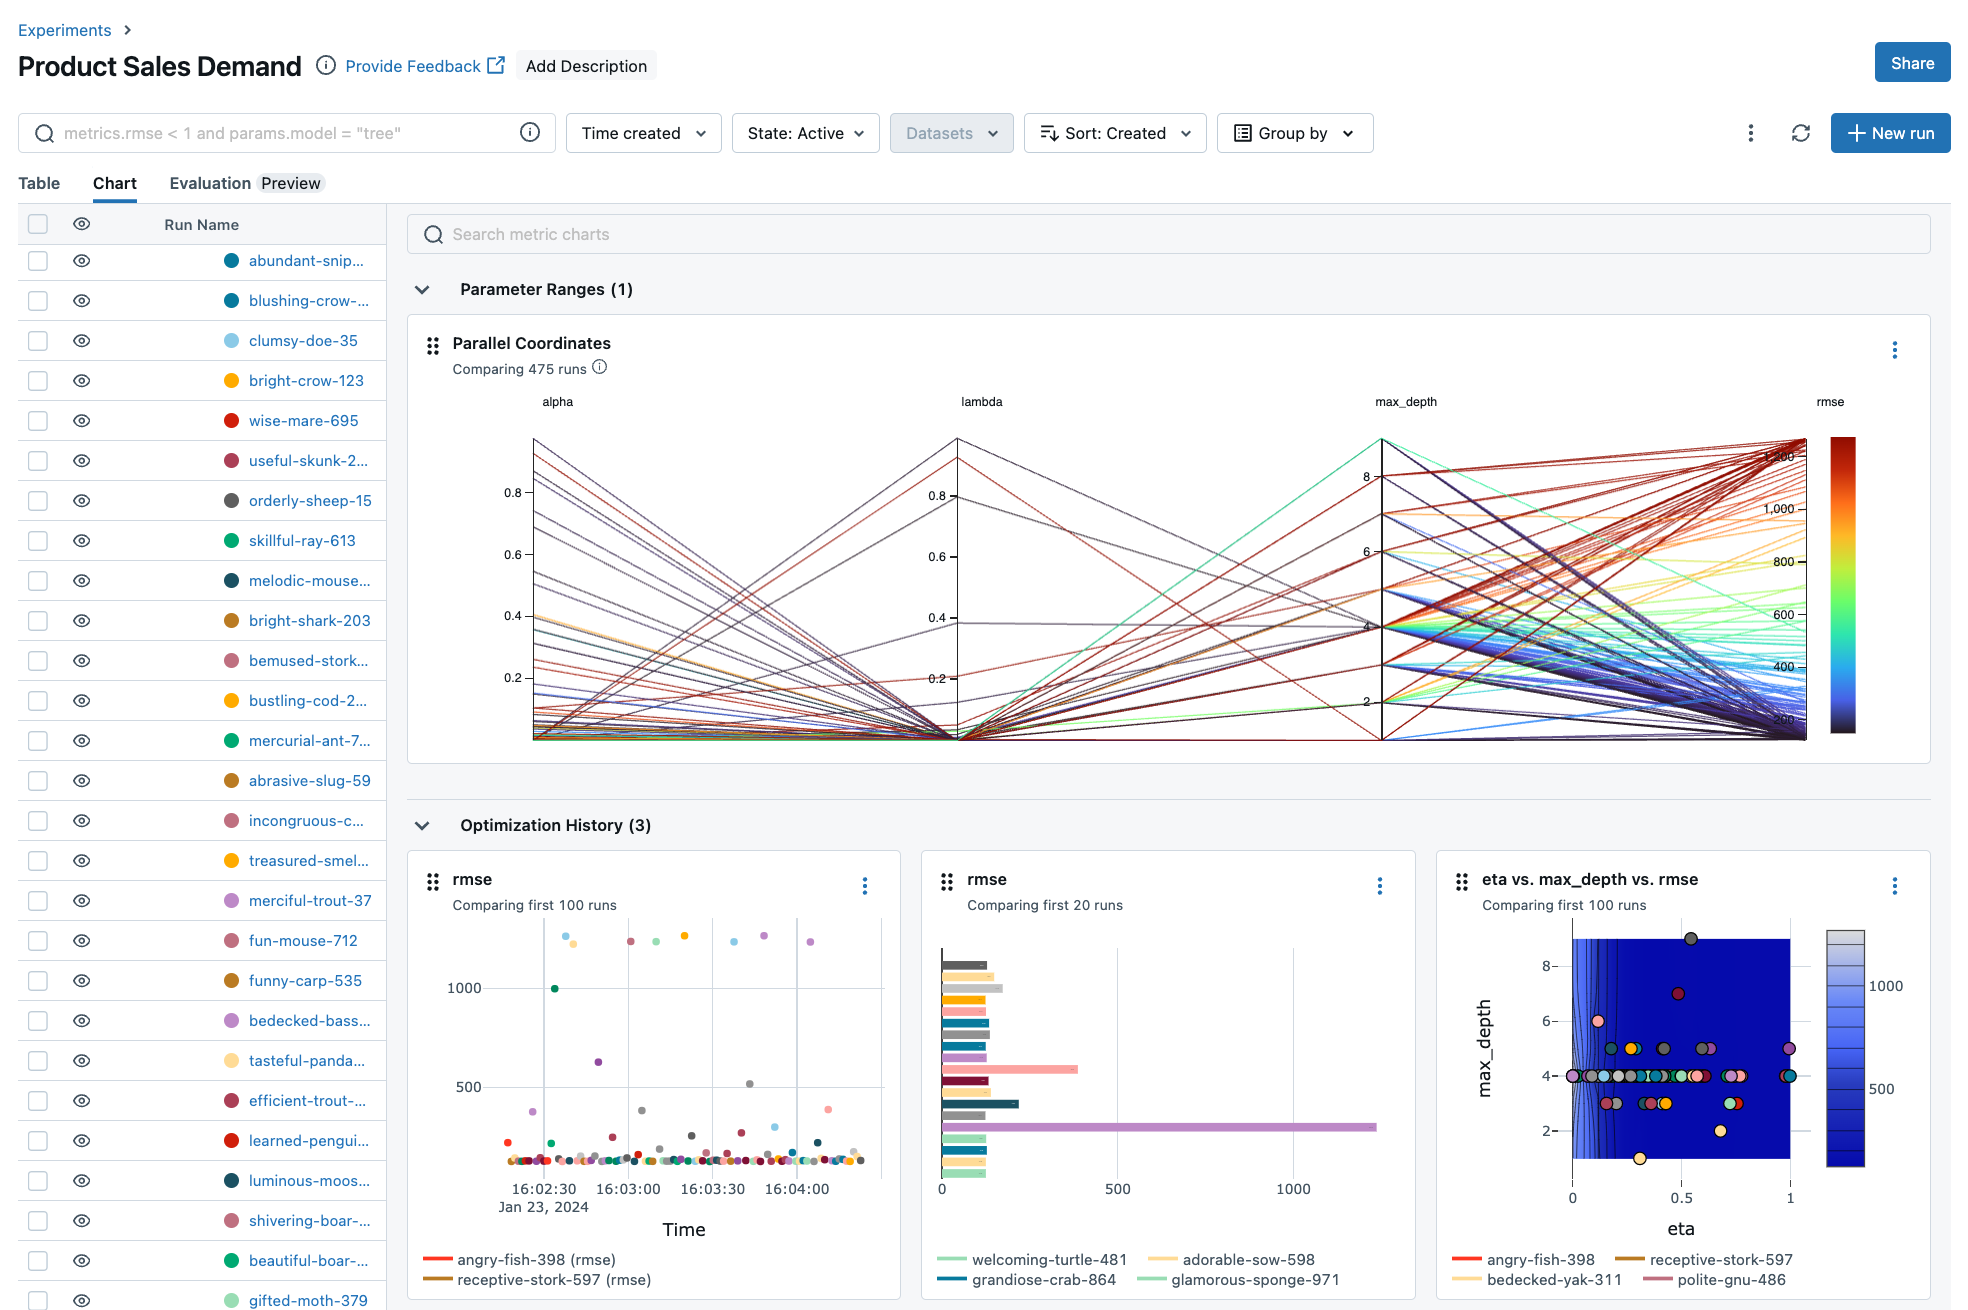 Experiments
Product Sales Demand Provide Feedback Add Description
Share
metrics.rmse < 1 and params.model = "tree" Time created State: Active Datasets Sort: Created Group by New run
Table Chart Evaluation Preview
Run Name
abundant-snip...
blushing-crow-...
clumsy-doe-35
bright-crow-123
wise-mare-695
useful-skunk-2...
orderly-sheep-15
skillful-ray-613
melodic-mouse...
bright-shark-203
bemused-stork...
bustling-cod-2...
mercurial-ant-7...
abrasive-slug-59
incongruous-c...
treasured-smel...
merciful-trout-37
fun-mouse-712
funny-carp-535
bedecked-bass...
tasteful-panda...
efficient-trout-...
learned-pengui...
luminous-moos...
shivering-boar-...
beautiful-boar-...
gifted-moth-379
Search metric charts
Parameter Ranges (1)
Parallel Coordinates
Comparing 475 runs
alpha lambda max_depth rmse
0.8
0.6
0.4
0.2
0.8
0.6
0.4
0.2
8
6
4
2
1,200
1,000
800
600
400
200
Optimization History (3)
rmse
Comparing first 100 runs
1000
500
16:02:30 16:03:00 16:03:30 16:04:00
Jan 23, 2024
Time
angry-fish-398 (rmse)
receptive-stork-597 (rmse)
rmse
Comparing first 20 runs
0 500 1000
welcoming-turtle-481 adorable-sow-598
grandiose-crab-864 glamorous-sponge-971
eta vs. max_depth vs. rmse
Comparing first 100 runs
max_depth
8
6
4
2
0 0.5 1
eta
1000
500
angry-fish-398 receptive-stork-597
bedecked-yak-311 polite-gnu-486